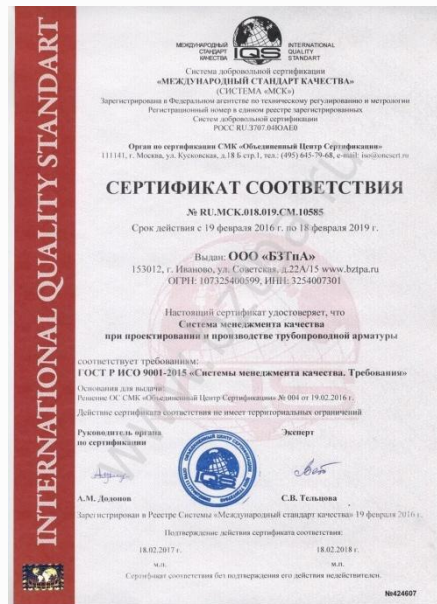 INTERNATIONAL QUALITY STANDART
МЕЖДУНАРОДНЫЙ
СТАНДАРТ
КАЧЕСТВА
IQS
INTERNATIONAL
QUALITY
STANDART
Система добровольной сертификации
«МЕЖДУНАРОДНЫЙ СТАНДАРТ КАЧЕСТВА»
(СИСТЕМА «МСК»)
Зарегистрирована в Федеральном агентстве по техническому регулированию и метрологии
Регистрационный номер в едином реестре зарегистрированных
Систем добровольной сертификации
РОСС RU.З707.04ЮАЕ0
Орган по сертификации СМК «Объединенный Центр Сертификации»
111141, г. Москва, ул. Кусковская, д.18 Б стр.1, тел.: (495) 645-79-68, e-mail: iso@oncsert.ru
СЕРТИФИКАТ СООТВЕТСТВИЯ
№ RU.МСК.018.019.СМ.10585
Срок действия с 19 февраля 2016 г. по 18 февраля 2019 г.
Выдан: ООО «БЗТпА»
153012, г. Иваново, ул. Советская, д.22А/15 www.bztpa.ru
ОГРН: 107325400599, ИНН: 3254007301
Настоящий сертификат удостоверяет, что
Система менеджмента качества
при проектировании и производстве трубопроводной арматуры
соответствует требованиям:
ГОСТ Р ИСО 9001-2015 «Системы менеджмента качества. Требования»
Основания для выдачи:
Решение ОС СМК «Объединенный Центр Сертификации» № 004 от 19.02.2016 г.
Действие сертификата соответствия не имеет территориальных ограничений
Руководитель органа
по сертификации
Эксперт
А.М. Додонов
С.В. Тельцова
Зарегистрирован в Реестре Системы «Международный стандарт качества» 19 февраля 2016 г.
Подтверждение действия сертификата соответствия:
18.02.2017 г.
18.02.2018 г.
м.п.
м.п.
Сертификат соответствия без подтверждения его действия недействителен.
№424607